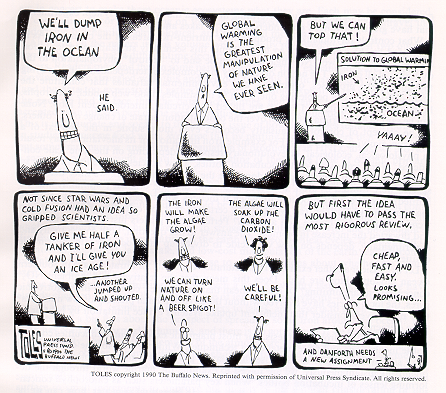 WE'LL DUMP
IRON IN
THE OCEAN
HE
SAID.
GLOBAL
WARMING
IS THE
GREATEST
MANIPULATION
OF NATURE
WE HAVE
EVER SEEN.
BUT WE CAN
TOP THAT!
SOLUTION TO GLOBAL WARMIN
IRON
OCEAN
YAAAY!
NOT SINCE STAR WARS AND
COLD FUSION HAD AN IDEA SO
GRIPPED SCIENTISTS.
GIVE ME HALF A
TANKER OF IRON
AND I'LL GIVE YOU
AN ICE AGE!
...ANOTHER
JUMPED UP
AND SHOUTED.
TOLES
UNIVERSAL
PRESS SYND.
©1990 THE
BUFFALO NEWS
THE IRON
WILL MAKE
THE ALGAE
GROW!
THE ALGAE WILL
SOAK UP THE
CARBON
DIOXIDE!
WE CAN TURN
NATURE ON
AND OFF LIKE
A BEER SPIGOT!
WE'LL BE
CAREFUL!
BUT FIRST THE IDEA
WOULD HAVE TO PASS THE
MOST RIGOROUS REVIEW.
CHEAP,
FAST AND
EASY.
LOOKS
PROMISING...
AND DANFORTH NEEDS
A NEW ASSIGNMENT
TOLES copyright 1990 The Buffalo News. Reprinted with permission of Universal Press Syndicate. All rights reserved.